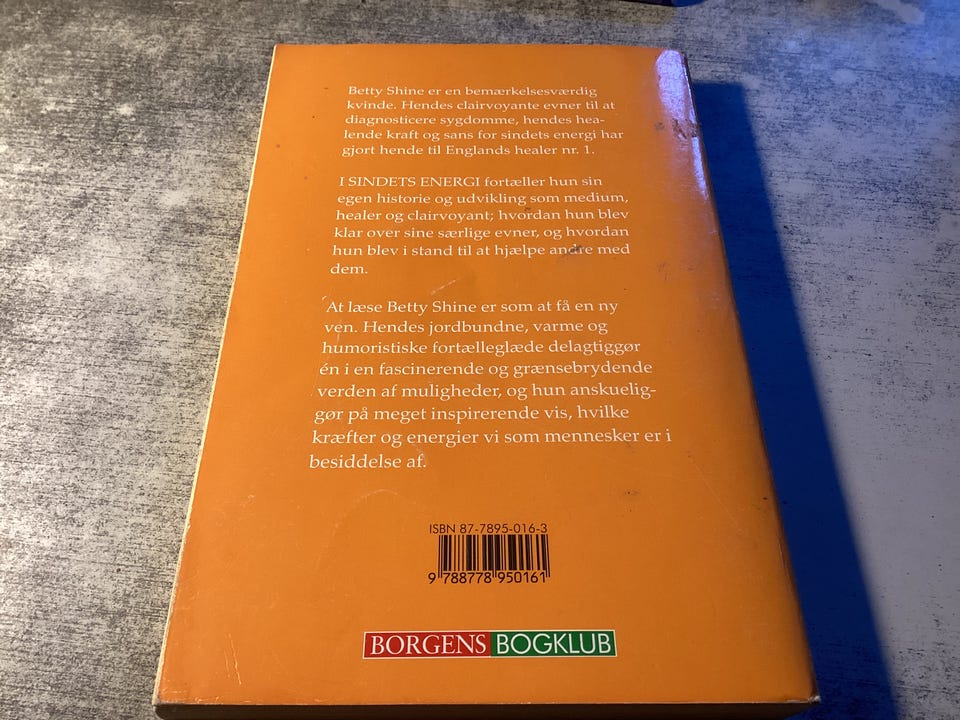 Betty Shine er en bemærkelsesværdig
kvinde. Hendes clairvoyante evner til at
diagnosticere sygdomme, hendes hea-
lende kraft og sans for sindets energi har
gjort hende til Englands healer nr. 1.
I SINDETS ENERGI fortæller hun sin
egen historie og udvikling som medium,
healer og clairvoyant; hvordan hun blev
klar over sine særlige evner, og hvordan
hun blev i stand til at hjælpe andre med
dem.
At læse Betty Shine er som at få en ny
ven. Hendes jordbundne, varme og
humoristiske fortælleglæde delagtiggør
én i en fascinerende og grænsebrydende
verden af muligheder, og hun anskuelig-
gør på meget inspirerende vis, hvilke
kræfter og energier vi som mennesker er i
besiddelse af.
ISBN 87-7895-016-3
9 788778 950161
BORGENS BOGKLUB